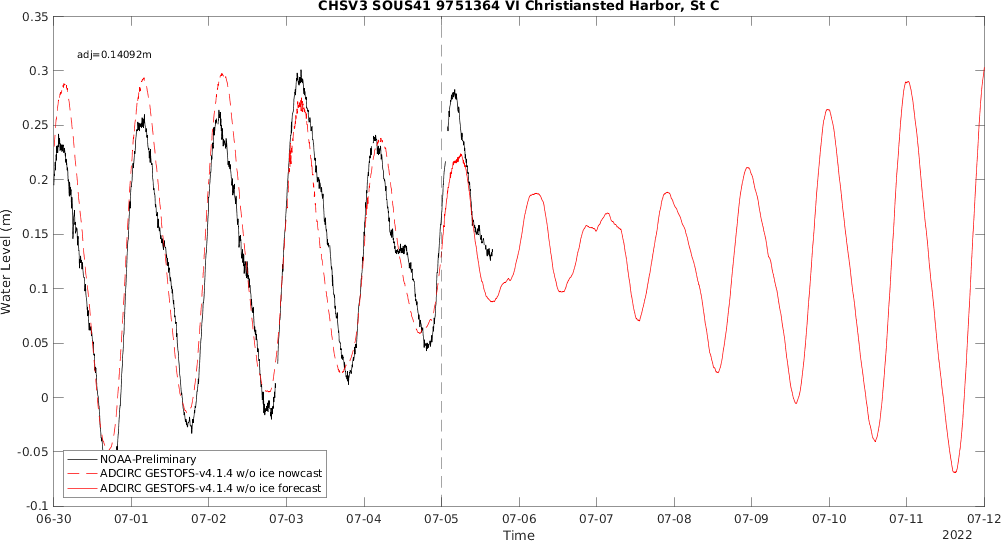 CHSV3 SOUS41 9751364 VI Christiansted Harbor, St C
adj=0.14092m
0.35
0.3
0.25
0.2
0.15
0.1
0.05
0
-0.05
-0.1
Water Level (m)
NOAA-Preliminary
ADCIRC GESTOFS-v4.1.4 w/o ice nowcast
ADCIRC GESTOFS-v4.1.4 w/o ice forecast
06-30 07-01 07-02 07-03 07-04 07-05 07-06 07-07 07-08 07-09 07-10 07-11 07-12
Time
2022